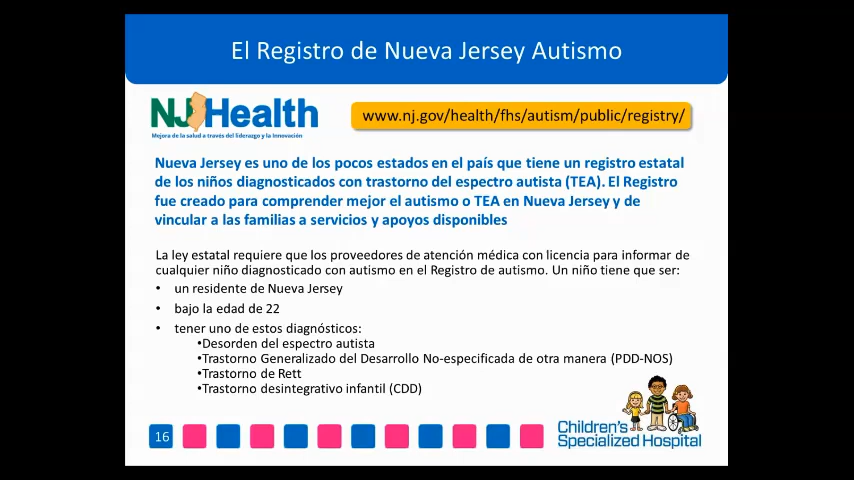 El Registro de Nueva Jersey Autismo
NJ Health
Mejora de la salud a través del liderazgo y la Innovación
www.nj.gov/health/fhs/autism/public/registry/
Nueva Jersey es uno de los pocos estados en el país que tiene un registro estatal
de los niños diagnosticados con trastorno del espectro autista (TEA). El Registro
fue creado para comprender mejor el autismo o TEA en Nueva Jersey y de
vincular a las familias a servicios y apoyos disponibles
La ley estatal requiere que los proveedores de atención médica con licencia para informar de
cualquier niño diagnosticado con autismo en el Registro de autismo. Un niño tiene que ser:
• un residente de Nueva Jersey
• bajo la edad de 22
• tener uno de estos diagnósticos:
•Desorden del espectro autista
•Trastorno Generalizado del Desarrollo No-especificada de otra manera (PDD-NOS)
•Trastorno de Rett
•Trastorno desintegrativo infantil (CDD)
16
Children's
Specialized Hospital